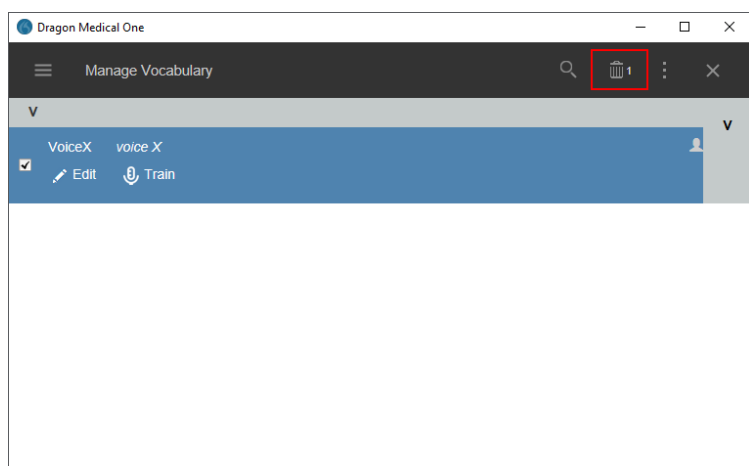 Dragon Medical One
Manage Vocabulary 1
V
V
VoiceX voice X
Edit Train